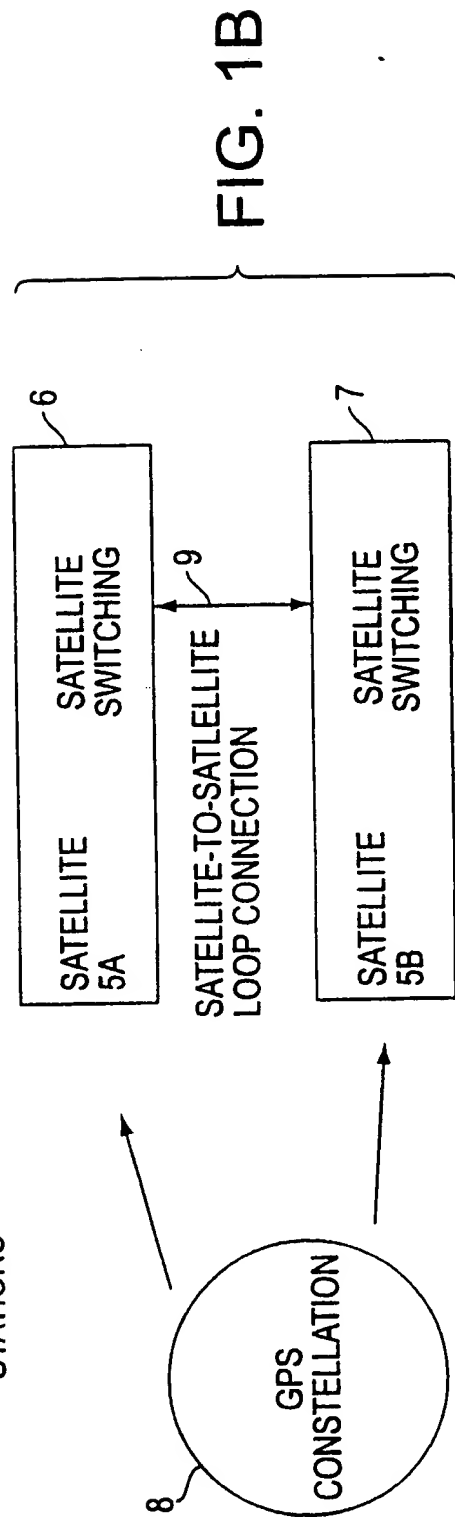 STATIONS
6
SATELLITE
5A
SATELLITE
SWITCHING
SATELLITE-TO-SATLELLITE
LOOP CONNECTION
9
8
GPS
CONSTELLATION
7
SATELLITE
5B
SATELLITE
SWITCHING
FIG. 1B